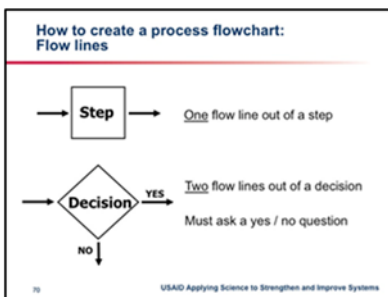 How to create a process flowchart:
Flow lines
Step
One flow line out of a step
Decision
YES
Two flow lines out of a decision
Must ask a yes / no question
NO
70
USAID Applying Science to Strengthen and Improve Systems